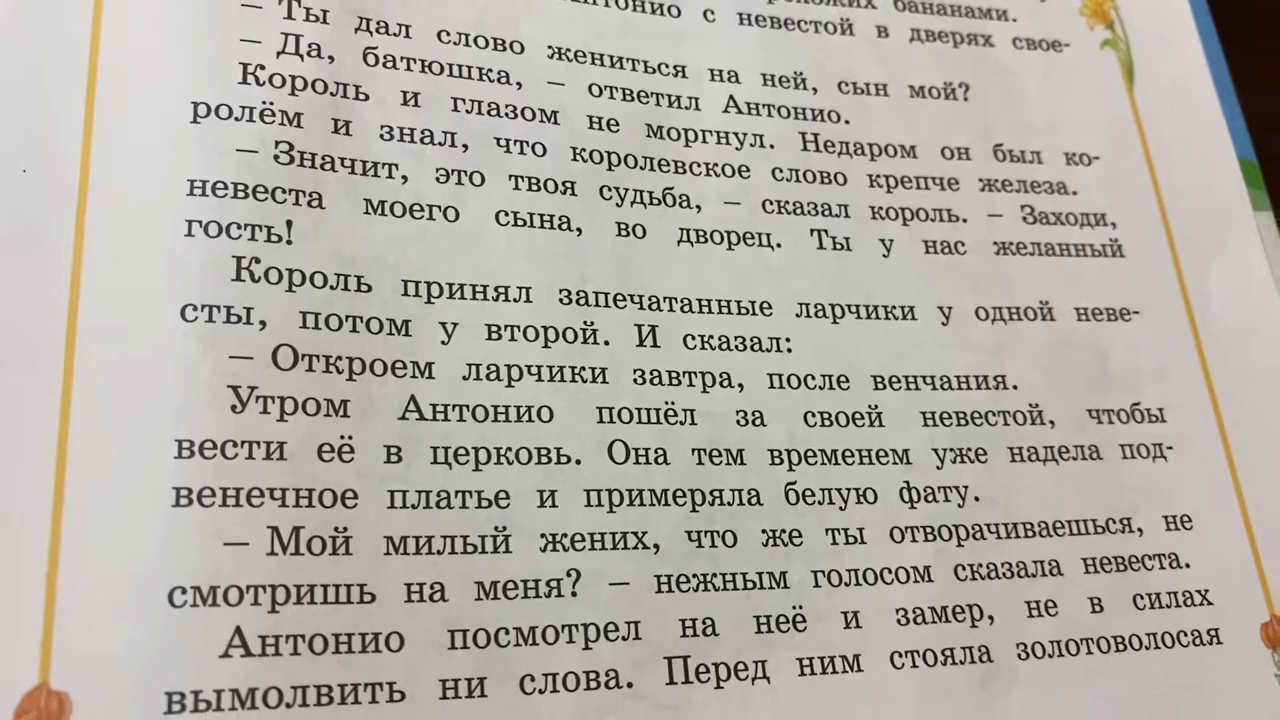 бананами.
с невестой в дверях свое-
– Ты дал слово жениться на ней, сын мой?
– Да, батюшка, – ответил Антонио.
Король и глазом не моргнул. Недаром он был ко-
ролём и знал, что королевское слово крепче железа.
– Значит, это твоя судьба, – сказал король. – Заходи,
невеста моего сына, во дворец. Ты у нас желанный
гость!
Король принял запечатанные ларчики у одной неве-
сты, потом у второй. И сказал:
– Откроем ларчики завтра, после венчания.
Утром Антонио пошёл за своей невестой, чтобы
вести её в церковь. Она тем временем уже надела под-
венечное платье и примеряла белую фату.
– Мой милый жених, что же ты отворачиваешься, не
смотришь на меня? – нежным голосом сказала невеста.
Антонио посмотрел на неё и замер, не в силах
вымолвить ни слова. Перед ним стояла золотоволосая